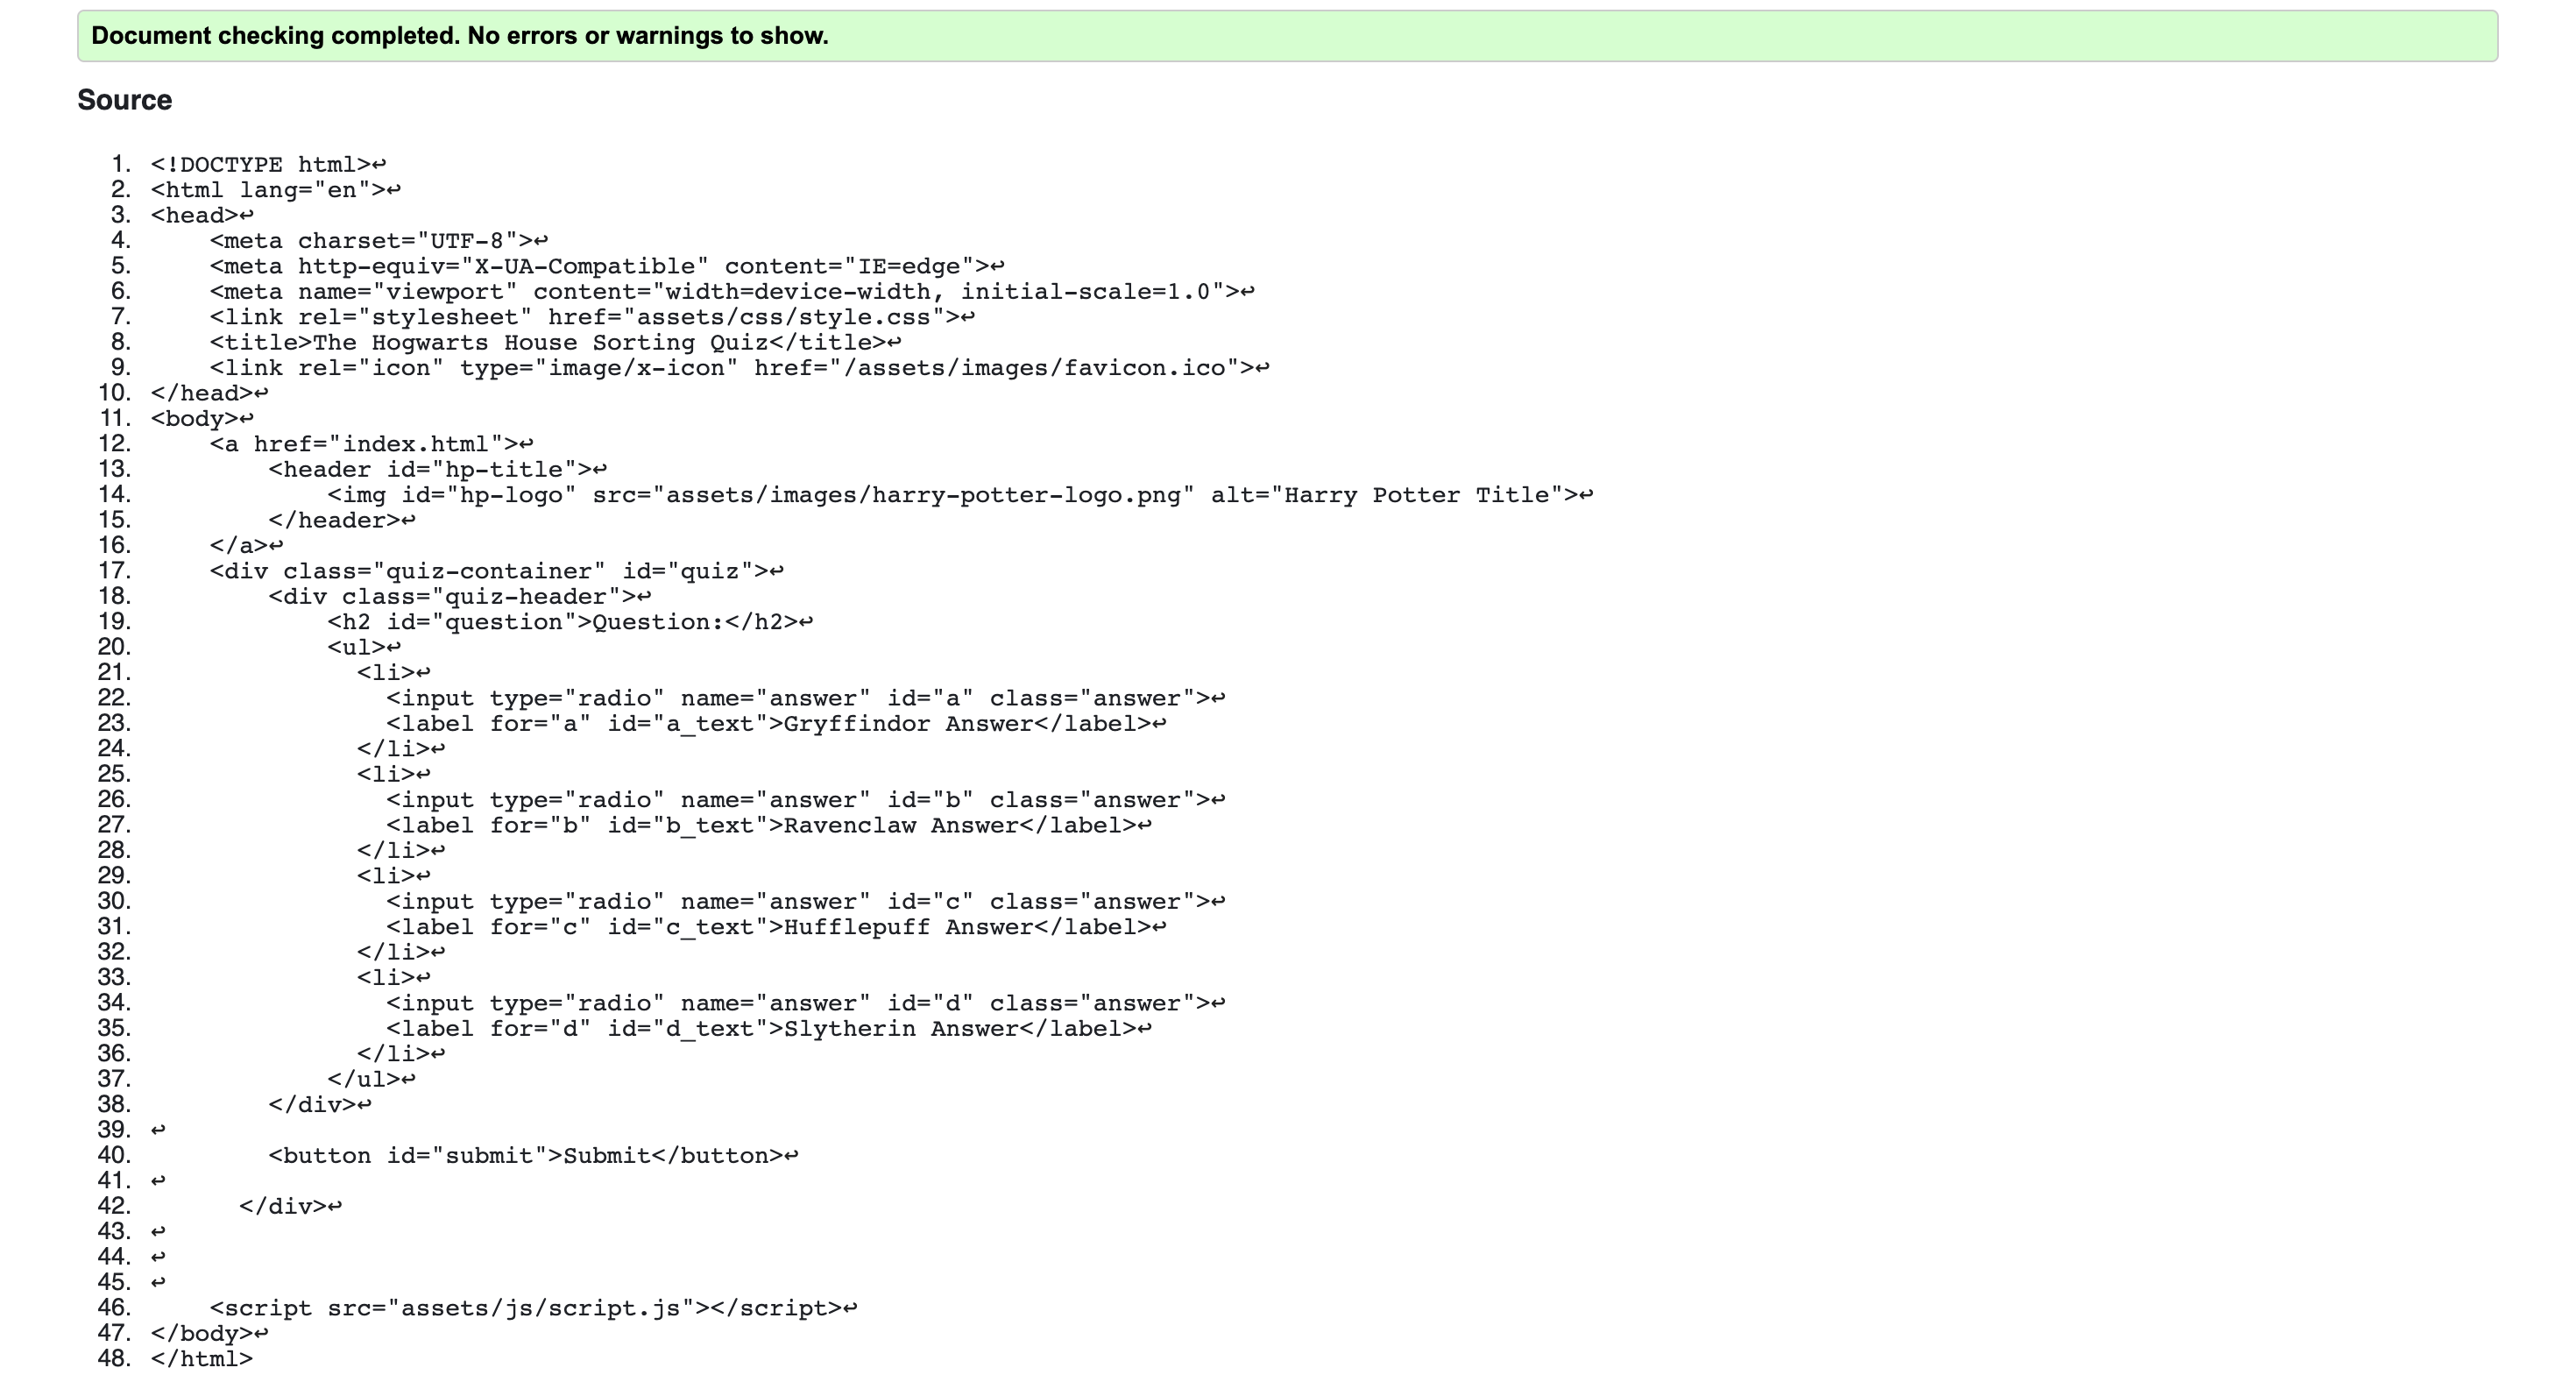 Document checking completed. No errors or warnings to show.
Source
1. <!DOCTYPE html>↩
2. <html lang="en">↩
3. <head>↩
4.     <meta charset="UTF-8">↩
5.     <meta http-equiv="X-UA-Compatible" content="IE=edge">↩
6.     <meta name="viewport" content="width=device-width, initial-scale=1.0">↩
7.     <link rel="stylesheet" href="assets/css/style.css">↩
8.     <title>The Hogwarts House Sorting Quiz</title>↩
9.     <link rel="icon" type="image/x-icon" href="/assets/images/favicon.ico">↩
10. </head>↩
11. <body>↩
12.     <a href="index.html">↩
13.         <header id="hp-title">↩
14.             <img id="hp-logo" src="assets/images/harry-potter-logo.png" alt="Harry Potter Title">↩
15.         </header>↩
16.     </a>↩
17.     <div class="quiz-container" id="quiz">↩
18.         <div class="quiz-header">↩
19.             <h2 id="question">Question:</h2>↩
20.             <ul>↩
21.               <li>↩
22.                 <input type="radio" name="answer" id="a" class="answer">↩
23.                 <label for="a" id="a_text">Gryffindor Answer</label>↩
24.               </li>↩
25.               <li>↩
26.                 <input type="radio" name="answer" id="b" class="answer">↩
27.                 <label for="b" id="b_text">Ravenclaw Answer</label>↩
28.               </li>↩
29.               <li>↩
30.                 <input type="radio" name="answer" id="c" class="answer">↩
31.                 <label for="c" id="c_text">Hufflepuff Answer</label>↩
32.               </li>↩
33.               <li>↩
34.                 <input type="radio" name="answer" id="d" class="answer">↩
35.                 <label for="d" id="d_text">Slytherin Answer</label>↩
36.               </li>↩
37.             </ul>↩
38.         </div>↩
39. ↩
40.         <button id="submit">Submit</button>↩
41. ↩
42.       </div>↩
43. ↩
44. ↩
45. ↩
46.     <script src="assets/js/script.js"></script>↩
47. </body>↩
48. </html>